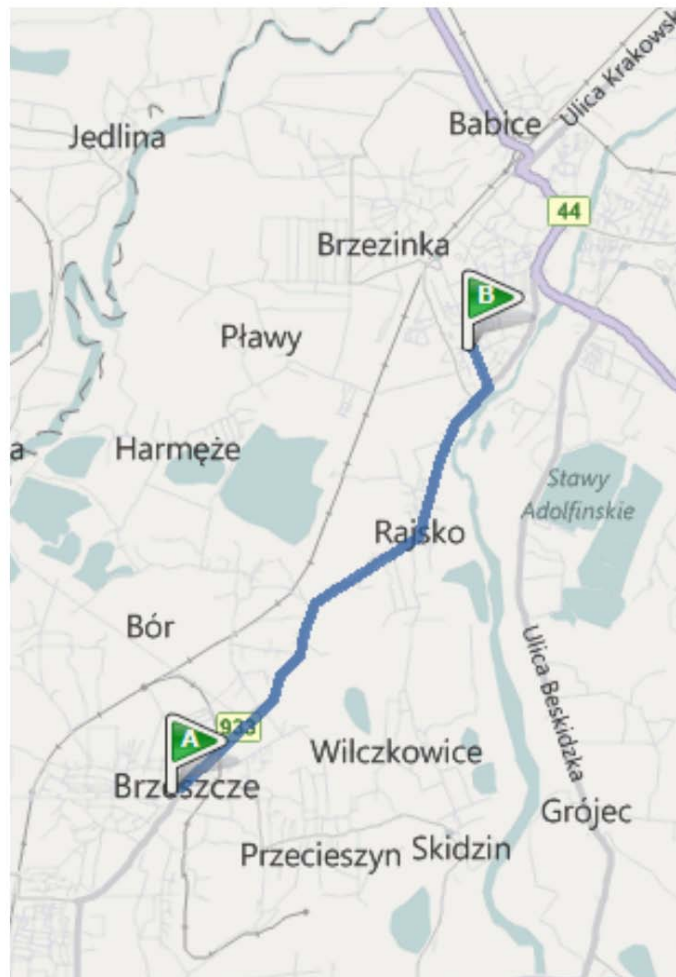 Babice
Ulica Krakowsk
Jedlina
44
Brzezinka
B
Pławy
a
Harmęże
Stawy
Adolfinskie
Rajsko
Bór
Ulica Beskidzka
933
A
Wilczkowice
Brzeszcze
Grójec
Przecieszyn
Skidzin